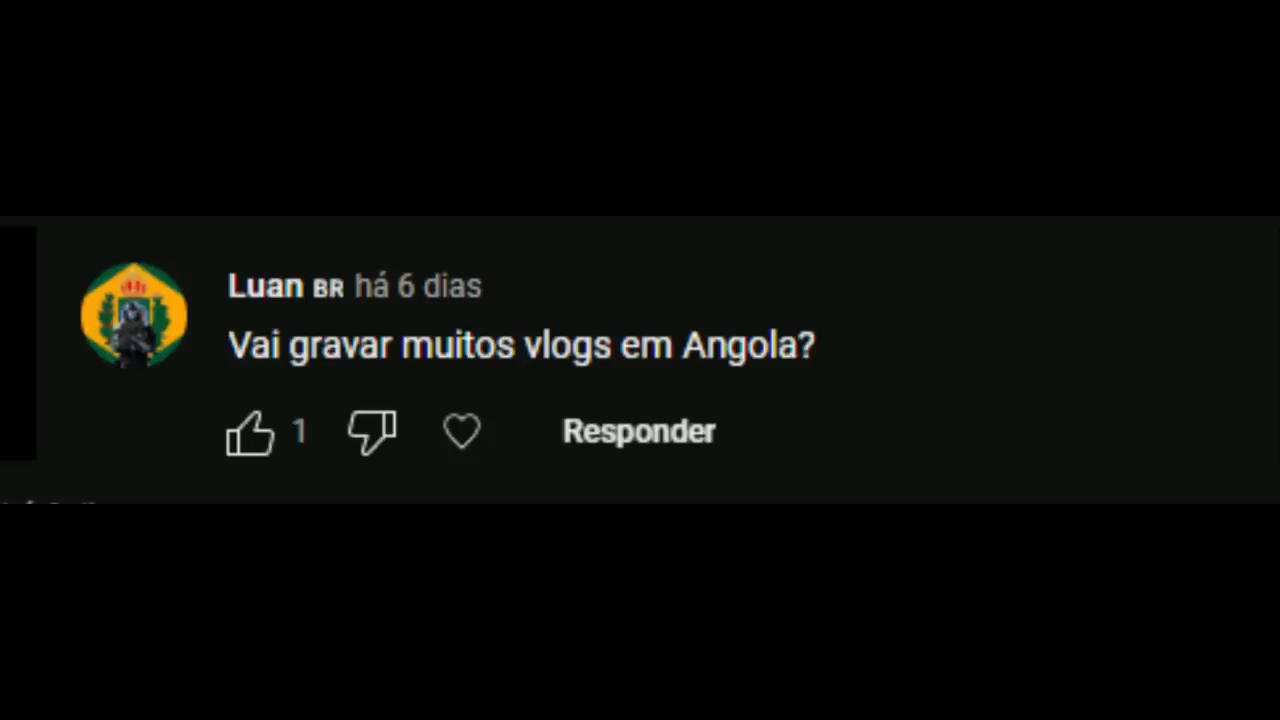 Luan BR há 6 dias
Vai gravar muitos vlogs em Angola?
1 Responder